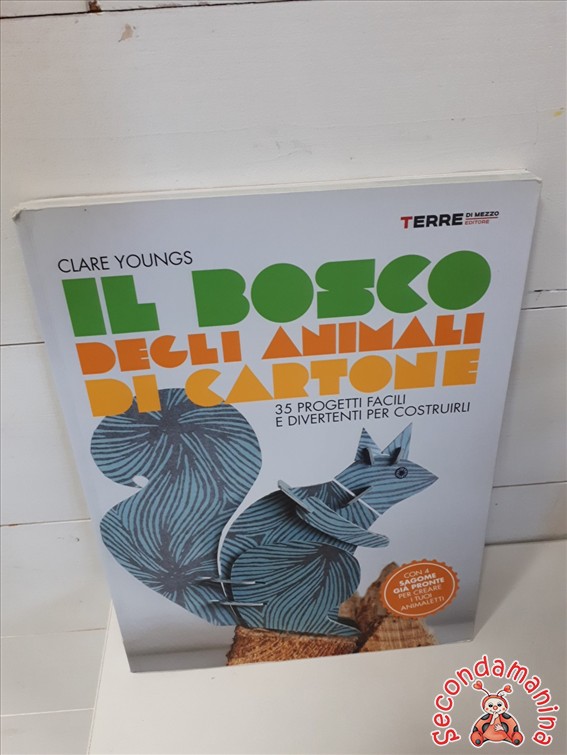 TERRE DI MEZZO
EDITORE
CLARE YOUNGS
IL BOSCO
DEGLI ANIMALI
DI CARTONE
35 PROGETTI FACILI
E DIVERTENTI PER COSTRUIRLI
CON 4
SAGOME
GIÀ PRONTE
PER CREARE
I TUOI
ANIMALETTI
Secondamanina